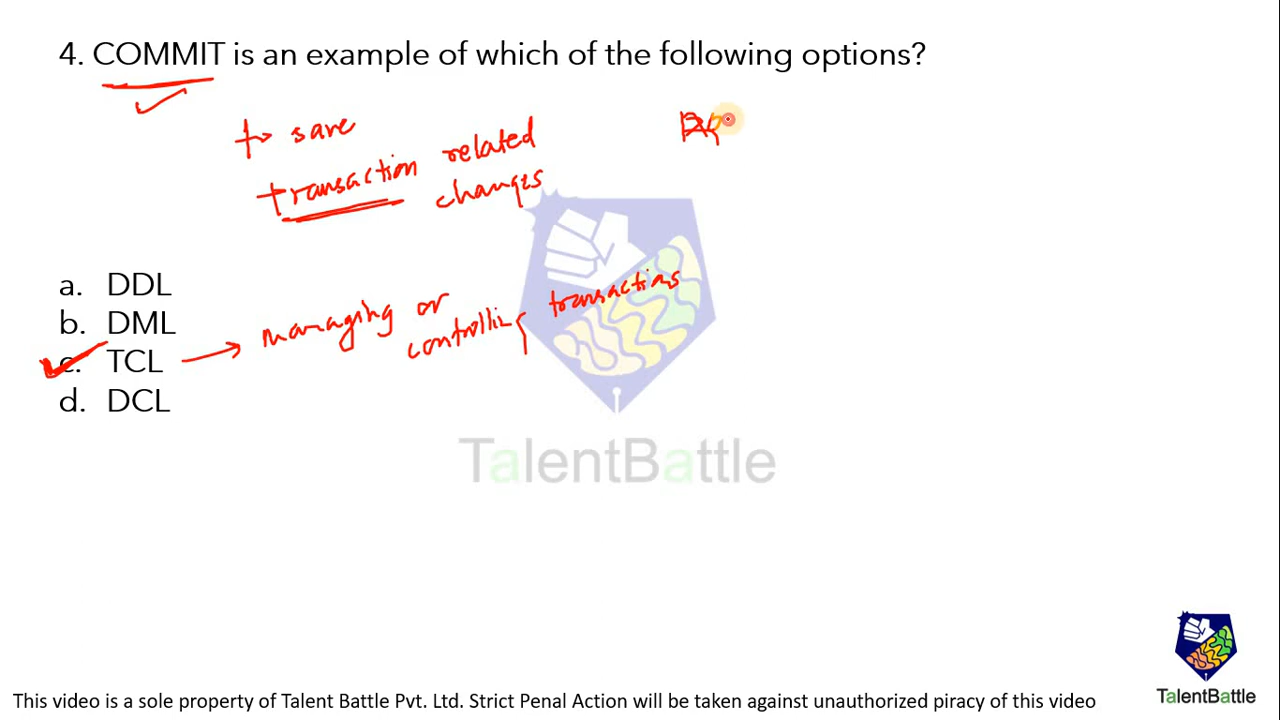 4. COMMIT is an example of which of the following options?
to save
transaction related
changes
a. DDL
b. DML
c. TCL → managing or
controlling transactions
d. DCL
TalentBattle
TalentBattle
This video is a sole property of Talent Battle Pvt. Ltd. Strict Penal Action will be taken against unauthorized piracy of this video